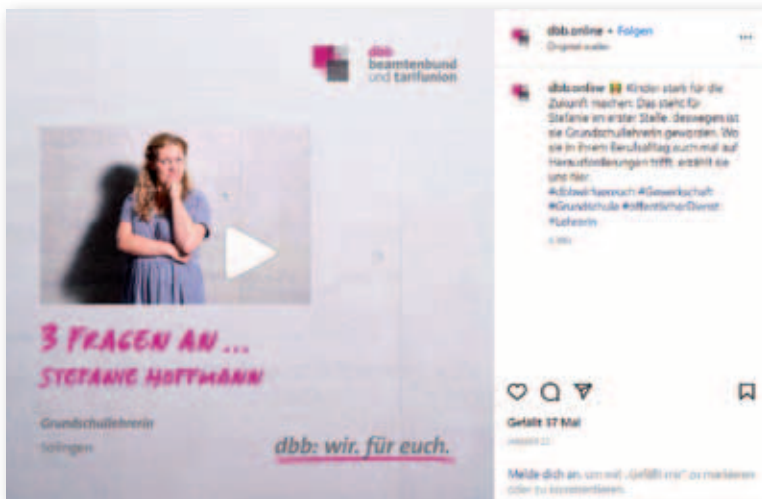 dbb
beamtenbund
und tarifunion
3 FRAGEN AN ...
STEFANIE HOFFMANN
Grundschullehrerin
Solingen
dbb: wir. für euch.
dbb.online • Folgen
Original-Audio
dbb.online Kinder stark für die
Zukunft machen: Das steht für
Stefanie an erster Stelle, deswegen ist
sie Grundschullehrerin geworden. Wo
sie in ihrem Berufsalltag auch mal auf
Herausforderungen trifft, erzählt sie
uns hier.
#dbbwirfuereuch #Gewerkschaft
#Grundschule #öffentlicherDienst
#Lehrerin
Gefällt 37 Mal
Melde dich an, um mit „Gefällt mir“ zu markieren
oder zu kommentieren.